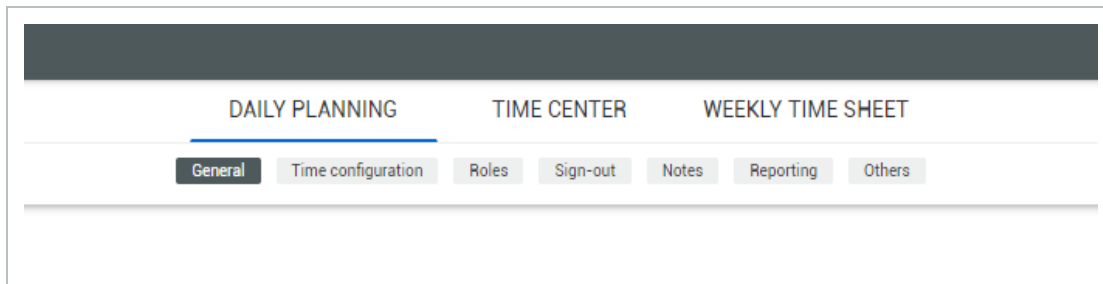 DAILY PLANNING TIME CENTER WEEKLY TIME SHEET
General Time configuration Roles Sign-out Notes Reporting Others